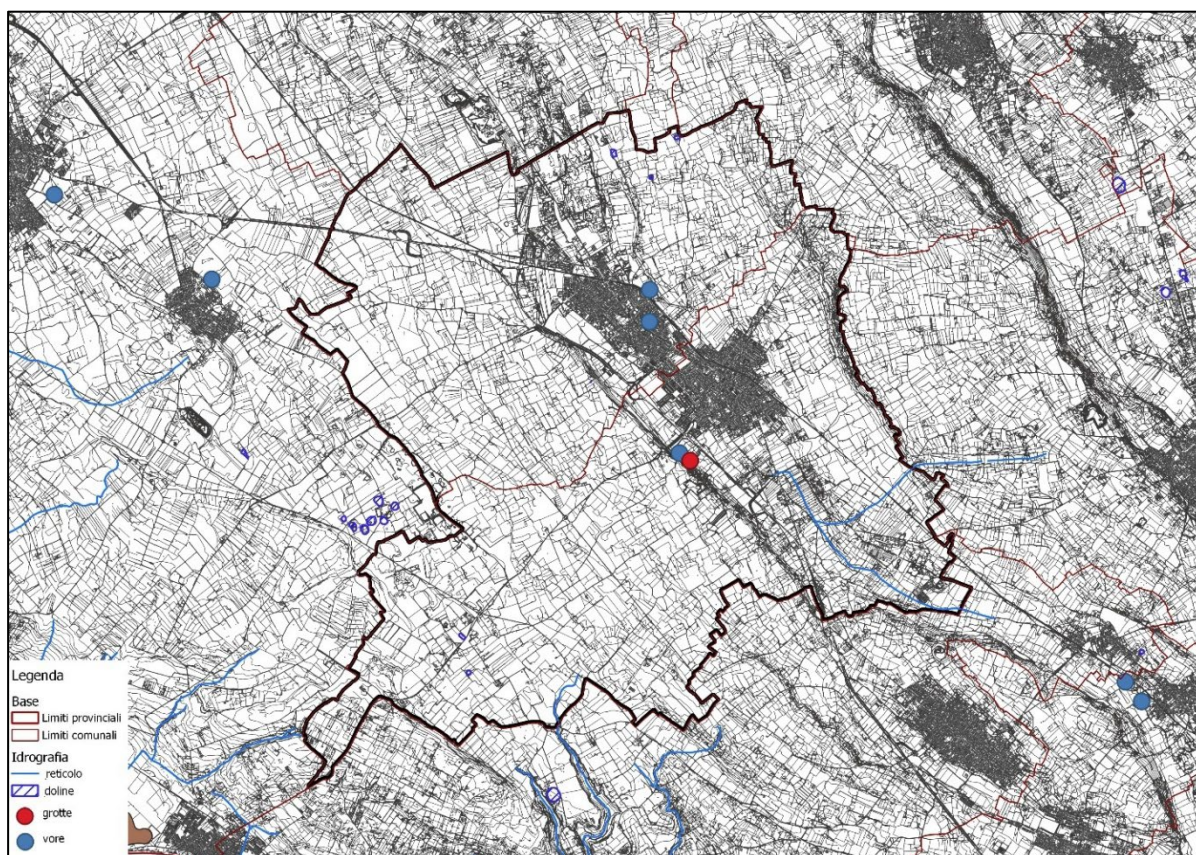 Legenda
Base
Limiti provinciali
Limiti comunali
Idrografia
reticolo
doline
grotte
vore